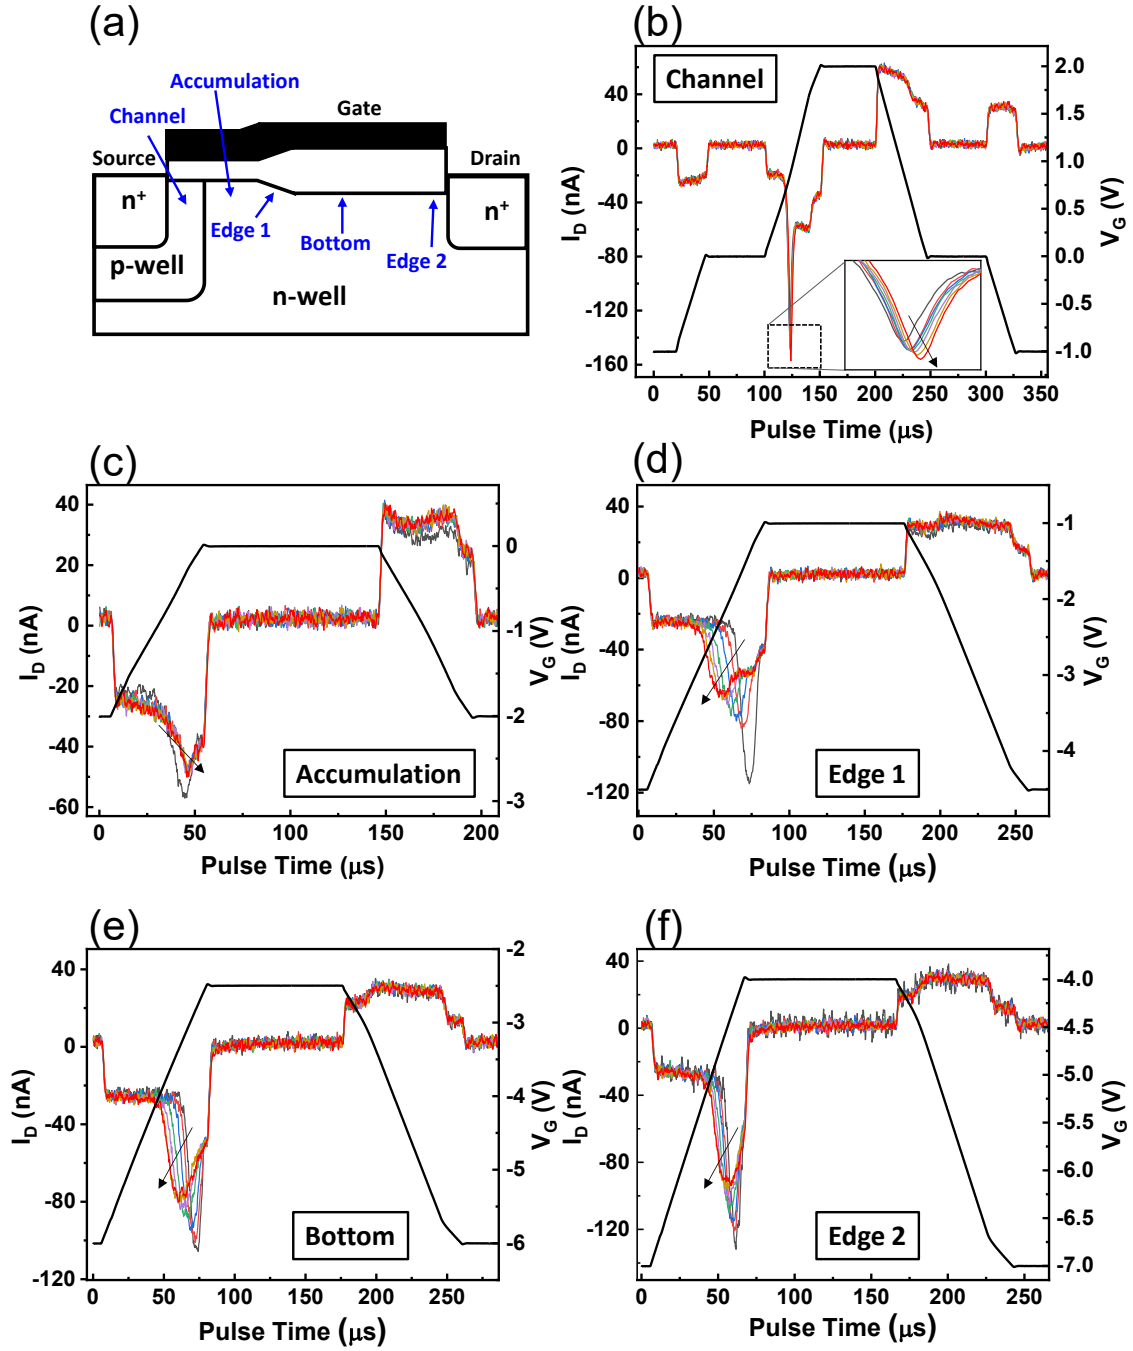 (a)
Accumulation
Channel
Gate
Source
Drain
n+
n+
Edge 1
Bottom
Edge 2
p-well
n-well
(b)
Channel
40
0
-40
-80
-120
-160
I_D (nA)
2.0
1.5
1.0
0.5
0.0
-0.5
-1.0
V_G (V)
0 50 100 150 200 250 300 350
Pulse Time (μs)
(c)
40
20
0
-20
-40
-60
I_D (nA)
0
-1
-2
-3
V_G (V)
Accumulation
0 50 100 150 200
Pulse Time (μs)
(d)
40
0
-40
-80
-120
I_D (nA)
-1
-2
-3
-4
V_G (V)
Edge 1
0 50 100 150 200 250
Pulse Time (μs)
(e)
40
0
-40
-80
-120
I_D (nA)
-2
-3
-4
-5
-6
V_G (V)
Bottom
0 50 100 150 200 250
Pulse Time (μs)
(f)
40
0
-40
-80
-120
I_D (nA)
-4.0
-4.5
-5.0
-5.5
-6.0
-6.5
-7.0
V_G (V)
Edge 2
0 50 100 150 200 250
Pulse Time (μs)